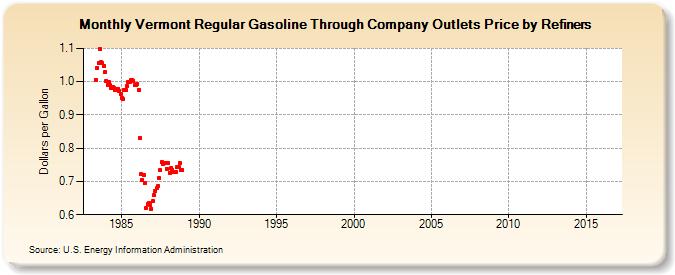 Monthly Vermont Regular Gasoline Through Company Outlets Price by Refiners
Dollars per Gallon
1.1
1.0
0.9
0.8
0.7
0.6
1985 1990 1995 2000 2005 2010 2015
Source: U.S. Energy Information Administration